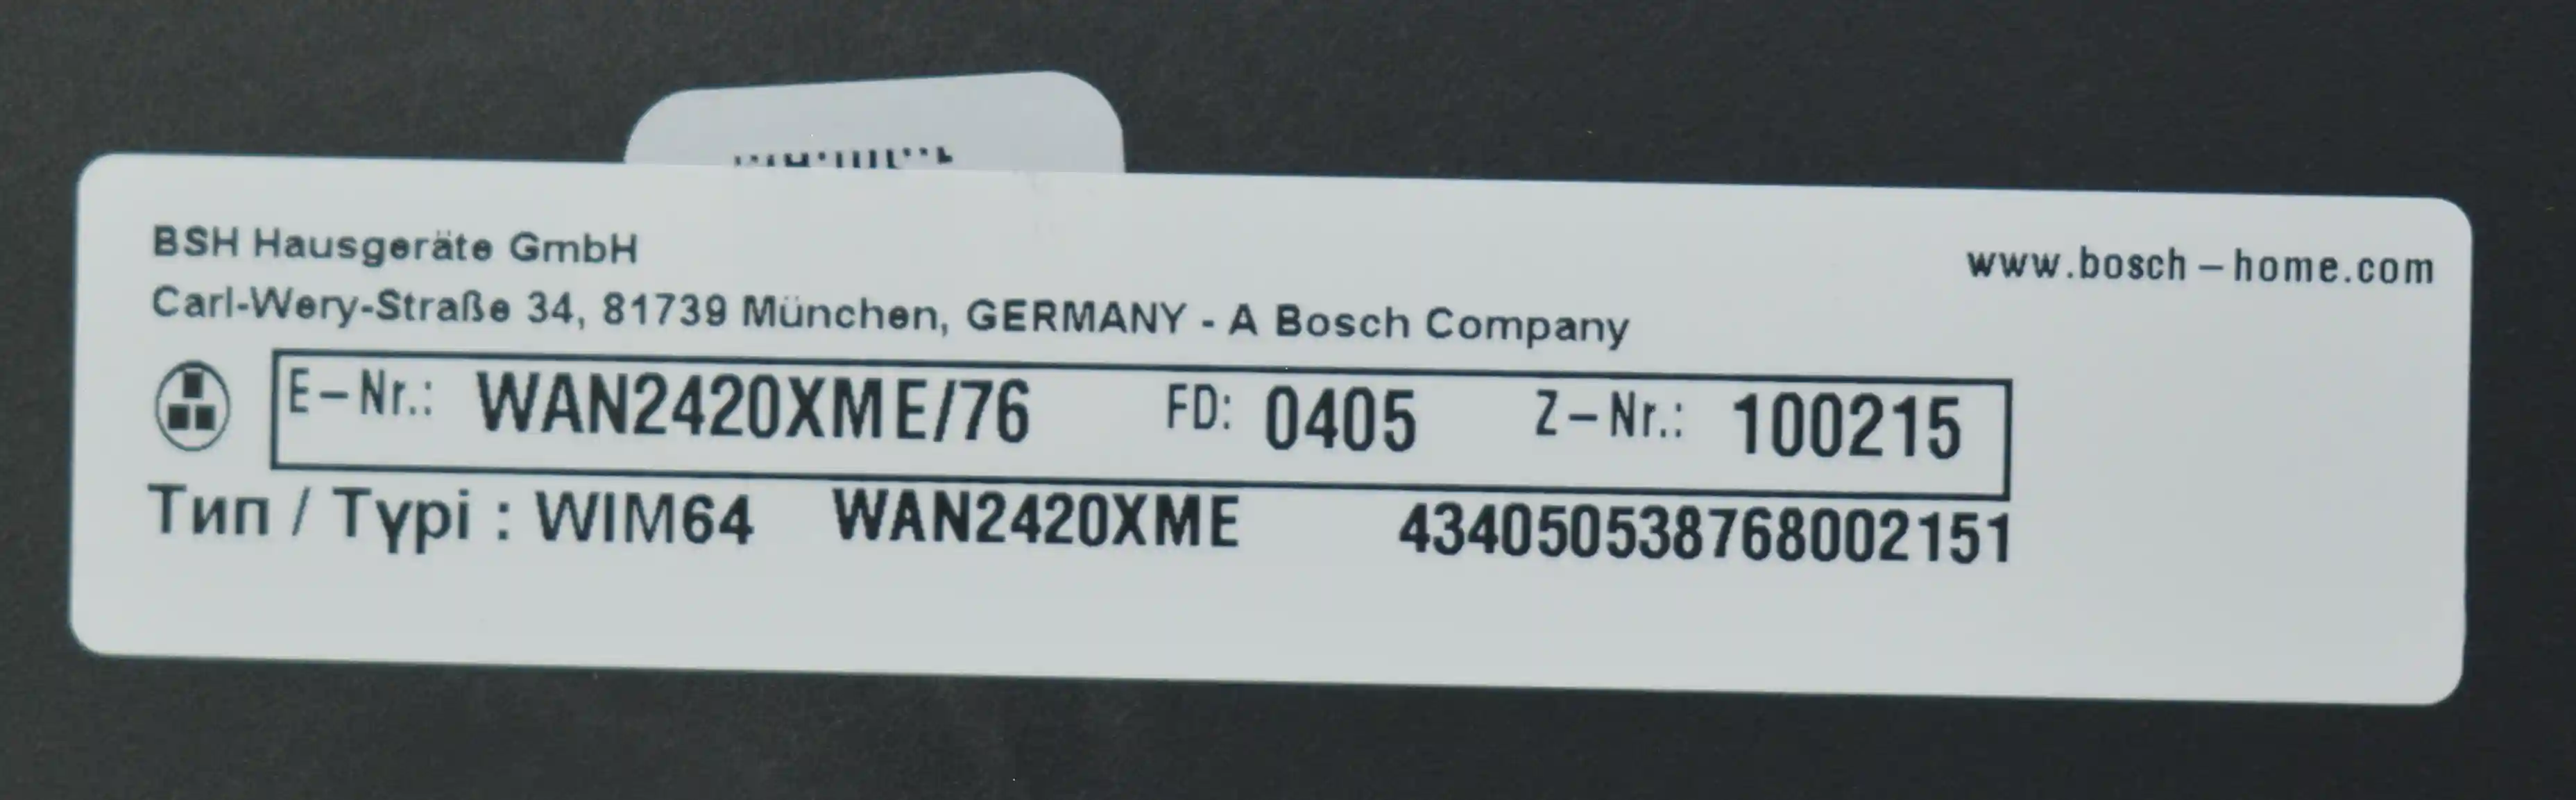 BSH Hausgeräte GmbH
www.bosch-home.com
Carl-Wery-Straße 34, 81739 München, GERMANY - A Bosch Company
E-Nr.: WAN2420XME/76 FD: 0405 Z-Nr.: 100215
Тип / Түрі : WIM64 WAN2420XME 434050538768002151